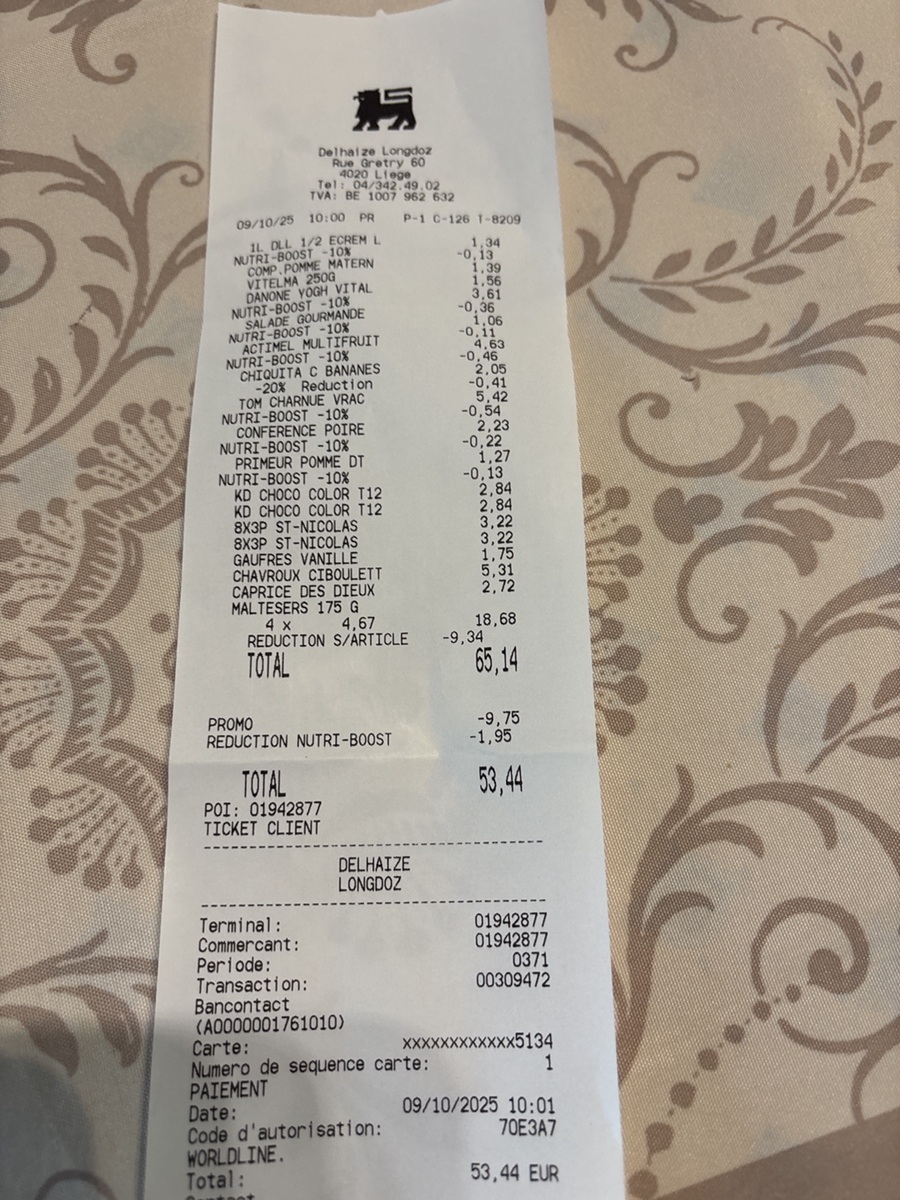 Delhaize Longdoz
Rue Gretry 60
4020 Liege
Tel: 04/342.49.02
TVA: BE 1007 962 632
09/10/25 10:00 PR P-1 C-126 T-8209
1L DLL 1/2 ECREM L 1,34
NUTRI-BOOST -10% -0,13
COMP.POMME MATERN 1,39
VITELMA 250G 1,56
DANONE YOGH VITAL 3,61
NUTRI-BOOST -10% -0,36
SALADE GOURMANDE 1,06
NUTRI-BOOST -10% -0,11
ACTIMEL MULTIFRUIT 4,63
NUTRI-BOOST -10% -0,46
CHIQUITA C BANANES 2,05
-20% Reduction -0,41
TOM CHARNUE VRAC 5,42
NUTRI-BOOST -10% -0,54
CONFERENCE POIRE 2,23
NUTRI-BOOST -10% -0,22
PRIMEUR POMME DT 1,27
NUTRI-BOOST -10% -0,13
KD CHOCO COLOR T12 2,84
KD CHOCO COLOR T12 2,84
8X3P ST-NICOLAS 3,22
8X3P ST-NICOLAS 3,22
GAUFRES VANILLE 1,75
CHAVROUX CIBOULETT 5,31
CAPRICE DES DIEUX 2,72
MALTESERS 175 G
4 x 4,67 18,68
REDUCTION S/ARTICLE -9,34
TOTAL 65,14
PROMO -9,75
REDUCTION NUTRI-BOOST -1,95
TOTAL 53,44
POI: 01942877
TICKET CLIENT
DELHAIZE
LONGDOZ
Terminal: 01942877
Commercant: 01942877
Periode: 0371
Transaction: 00309472
Bancontact
(A0000001761010)
Carte: xxxxxxxxxxxx5134
Numero de sequence carte: 1
PAIEMENT
Date: 09/10/2025 10:01
Code d'autorisation: 70E3A7
WORLDLINE.
Total: 53,44 EUR